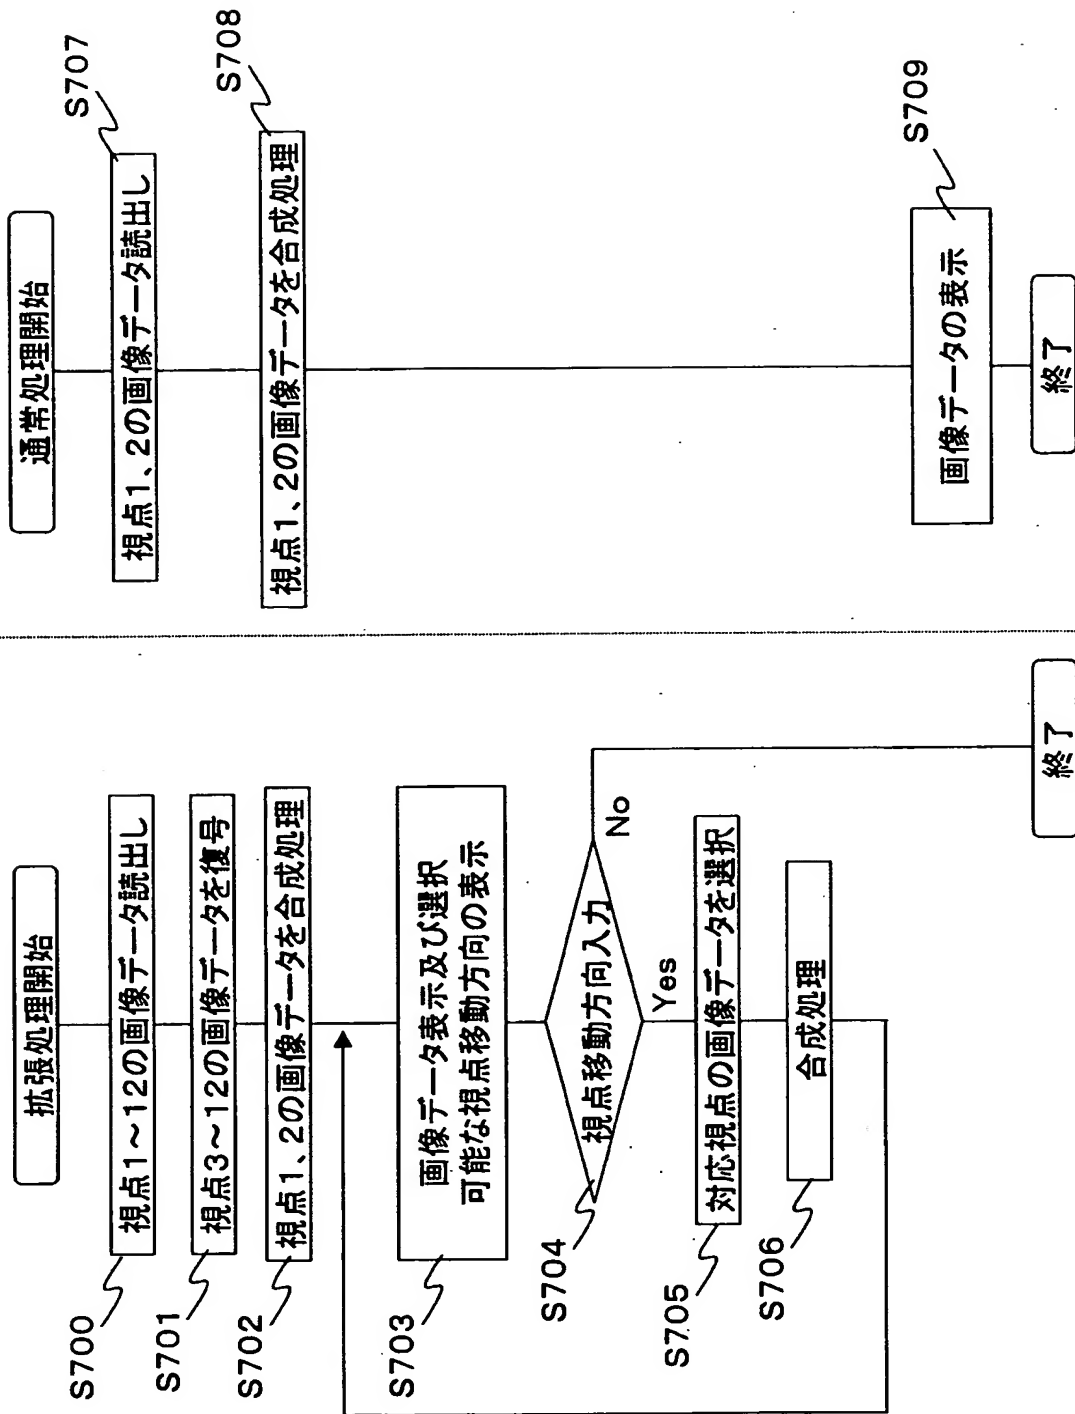 拡張処理開始
視点1~12の画像データ読出し
S700
視点3~12の画像データを復号
S701
視点1、2の画像データを合成処理
S702
画像データ表示及び選択
可能な視点移動方向の表示
S703
視点移動方向入力
S704
No
Yes
対応視点の画像データを選択
S705
合成処理
S706
終了
通常処理開始
視点1、2の画像データ読出し
S707
視点1、2の画像データを合成処理
S708
画像データの表示
S709
終了